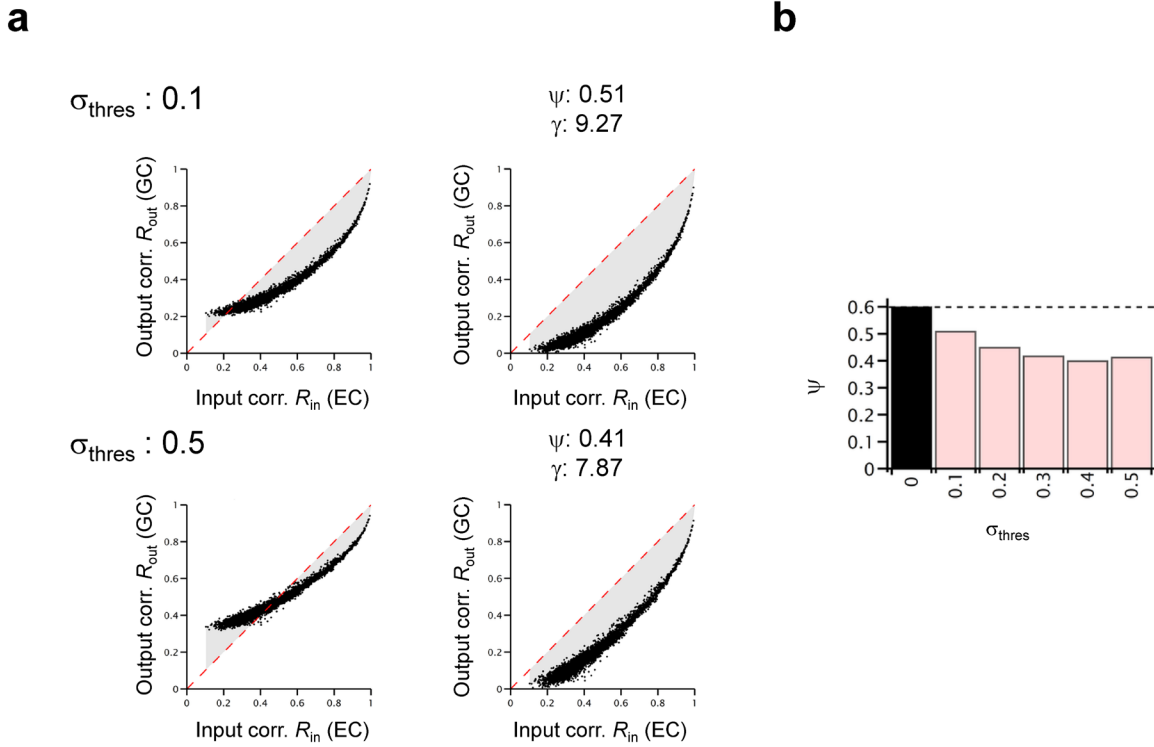 a
b
σthres : 0.1
ψ: 0.51
γ: 9.27
Output corr. Rout (GC)
1
0.8
0.6
0.4
0.2
0
0 0.2 0.4 0.6 0.8 1
Input corr. Rin (EC)
Output corr. Rout (GC)
1
0.8
0.6
0.4
0.2
0
0 0.2 0.4 0.6 0.8 1
Input corr. Rin (EC)
σthres : 0.5
ψ: 0.41
γ: 7.87
Output corr. Rout (GC)
1
0.8
0.6
0.4
0.2
0
0 0.2 0.4 0.6 0.8 1
Input corr. Rin (EC)
Output corr. Rout (GC)
1
0.8
0.6
0.4
0.2
0
0 0.2 0.4 0.6 0.8 1
Input corr. Rin (EC)
ψ
0.6
0.5
0.4
0.3
0.2
0.1
0
0 0.1 0.2 0.3 0.4 0.5
σthres